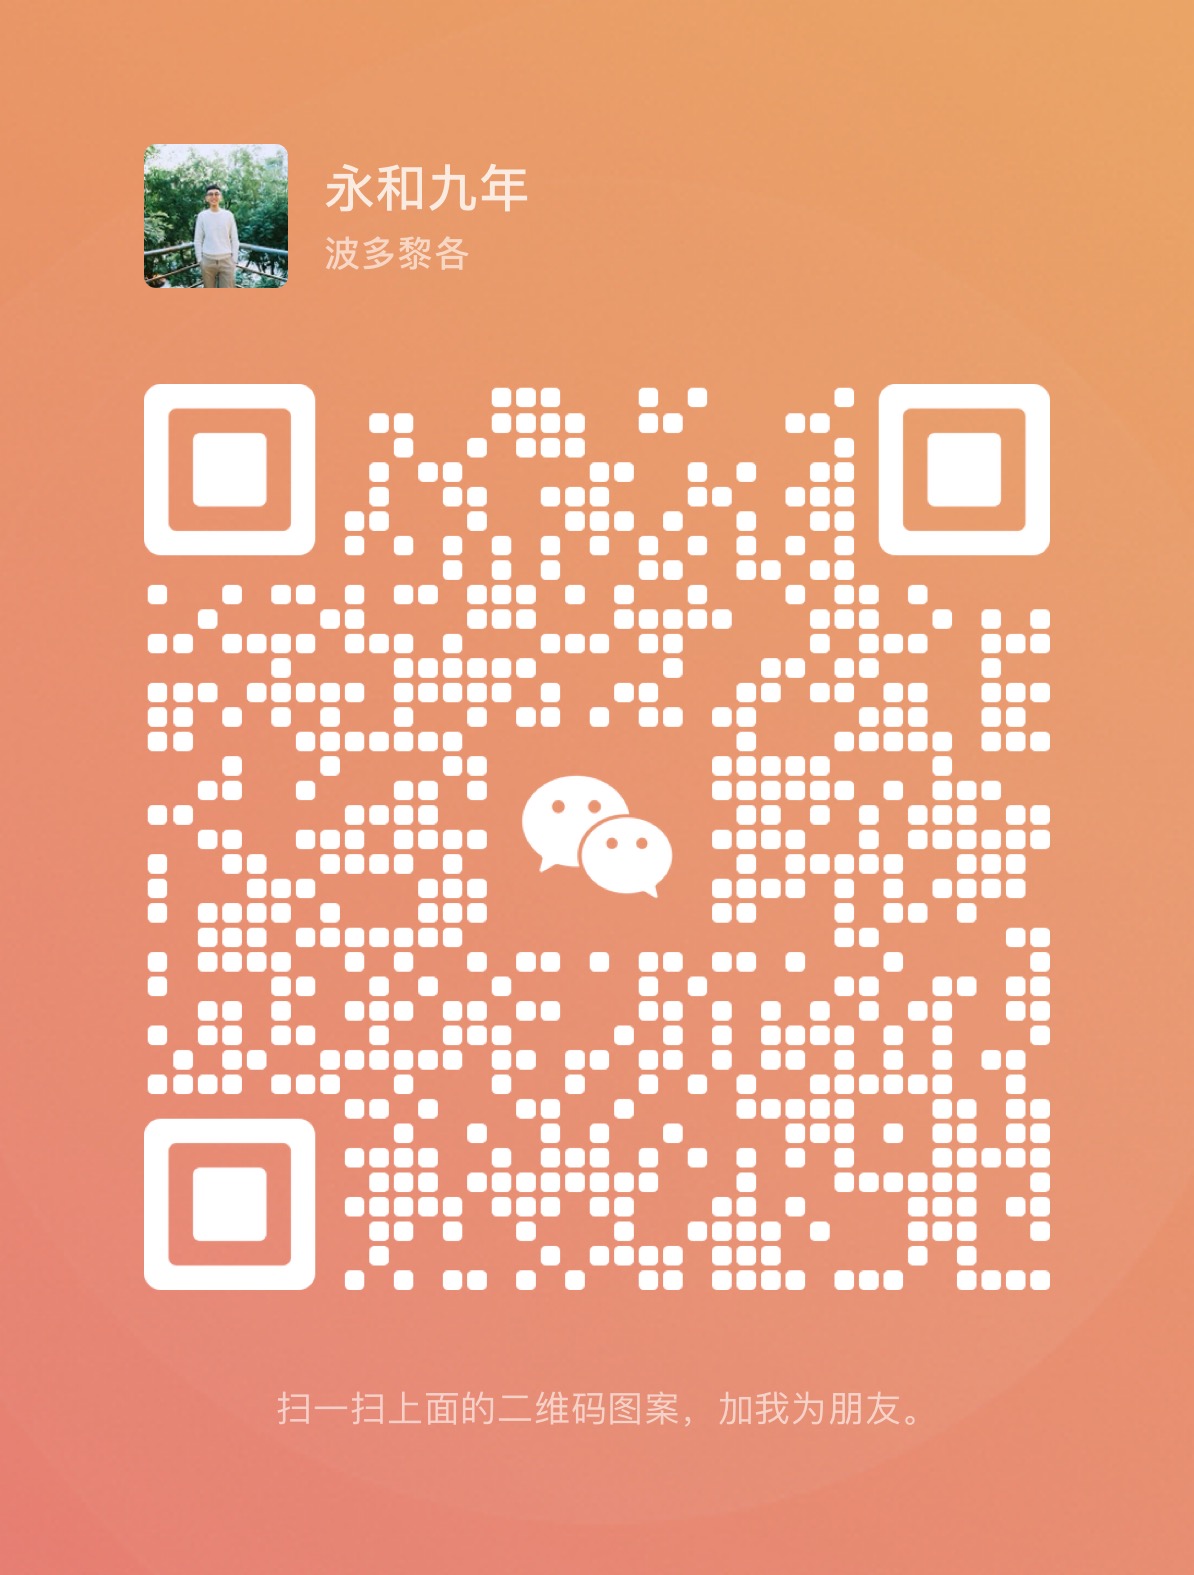 永和九年
波多黎各
扫一扫上面的二维码图案，加我为朋友。